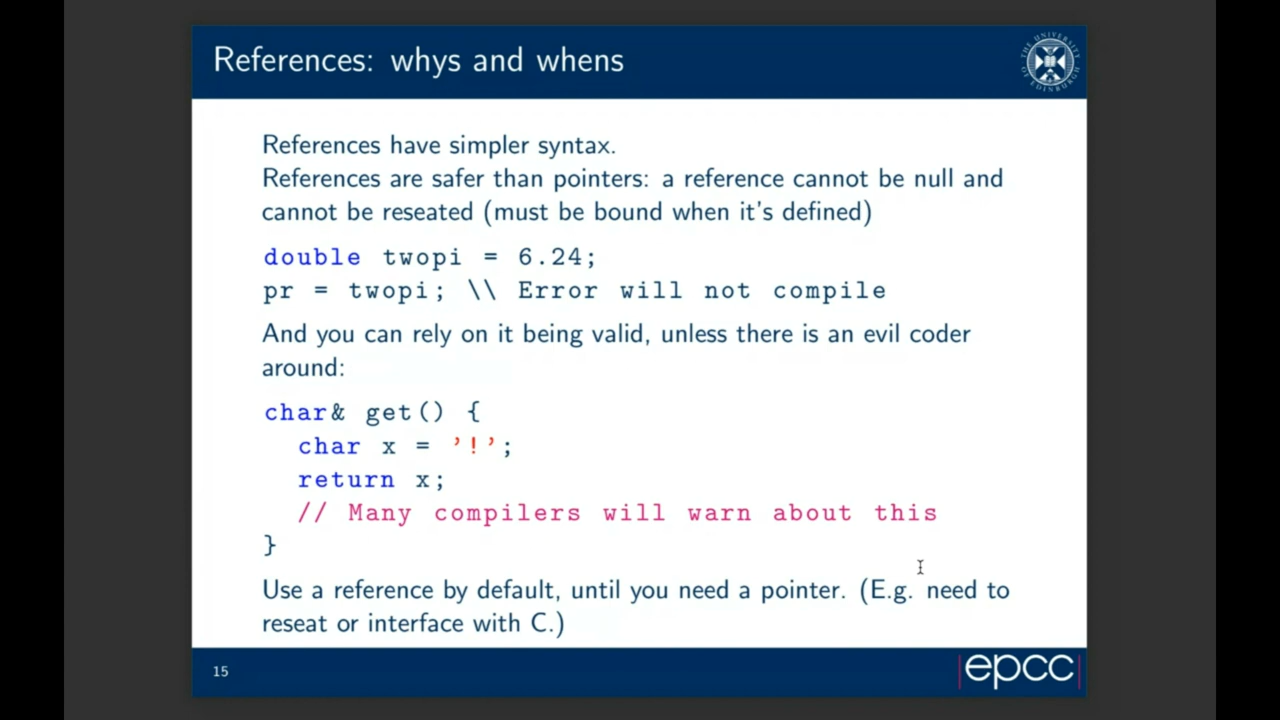 References: whys and whens
THE UNIVERSITY
OF EDINBURGH
References have simpler syntax.
References are safer than pointers: a reference cannot be null and
cannot be reseated (must be bound when it's defined)
double twopi = 6.24;
pr = twopi; \\ Error will not compile
And you can rely on it being valid, unless there is an evil coder
around:
char& get() {
char x = '!';
return x;
// Many compilers will warn about this
}
Use a reference by default, until you need a pointer. (E.g. need to
reseat or interface with C.)
15
epcc